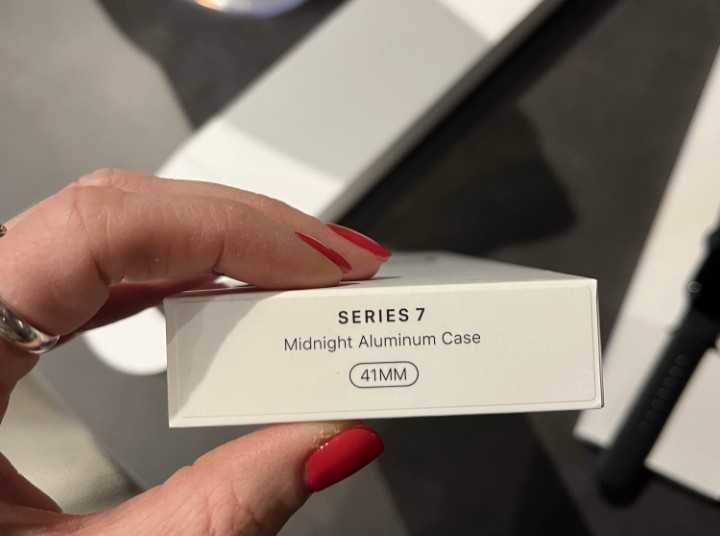 SERIES 7
Midnight Aluminum Case
41MM